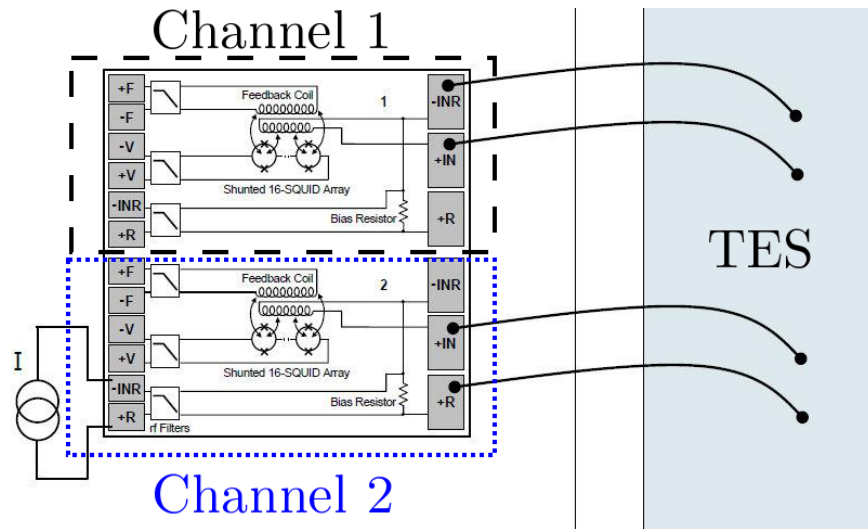 Channel 1
+F
-F
-V
+V
-INR
+R
Feedback Coil
1
Shunted 16-SQUID Array
Bias Resistor
-INR
+IN
+R
TES
+F
-F
-V
+V
-INR
+R
Feedback Coil
2
Shunted 16-SQUID Array
Bias Resistor
rf Filters
-INR
+IN
+R
I
Channel 2